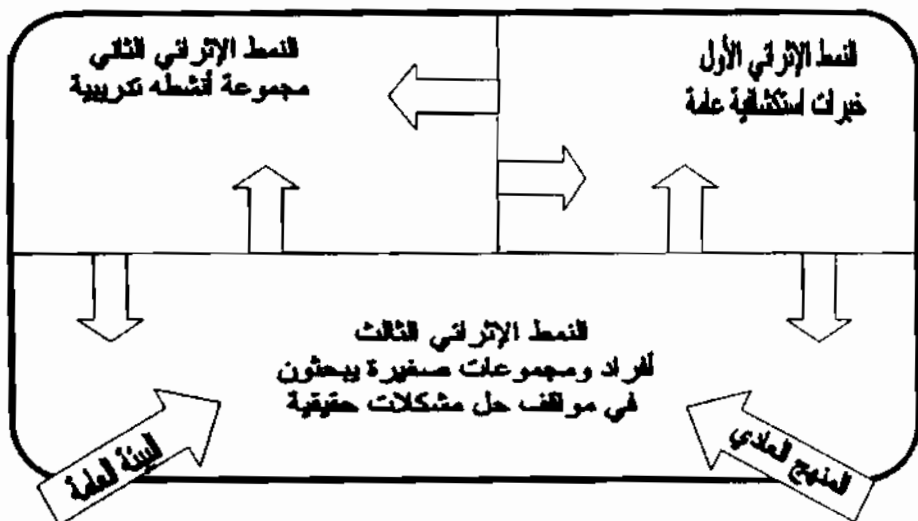 النمط الإثرائي الأول
خبرات استكشافية عامة
النمط الإثرائي الثاني
مجموعة أنشطه تدريبية
النمط الإثرائي الثالث
أفراد ومجموعات صغيرة يبحثون
في مواقف حل مشكلات حقيقية
المنهج العادي
البيئة العامة